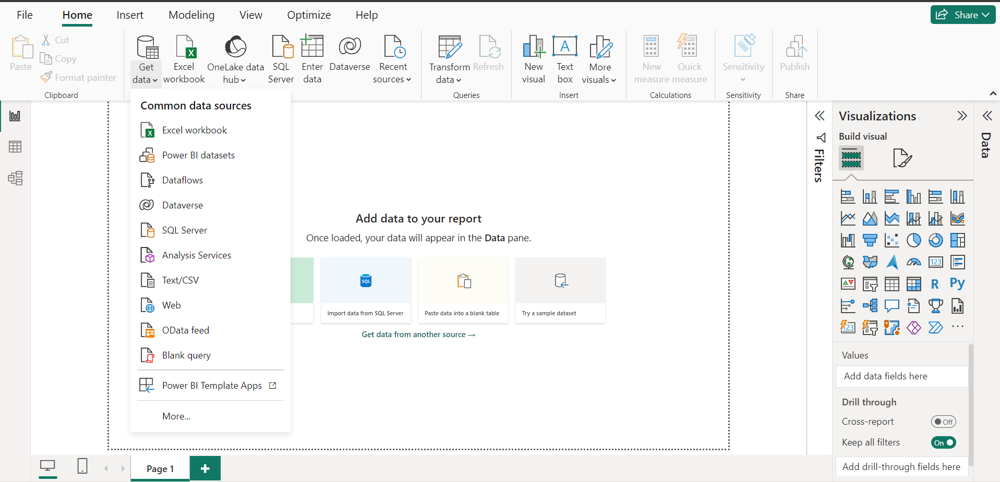 File Home Insert Modeling View Optimize Help
Share
Paste
Cut
Copy
Format painter
Clipboard
Get data
Excel workbook
OneLake data hub
SQL Server
Enter data
Dataverse
Recent sources
Transform data
Refresh
Queries
New visual
Text box
More visuals
Insert
New measure
Quick measure
Calculations
Sensitivity
Sensitivity
Publish
Share
Common data sources
Excel workbook
Power BI datasets
Dataflows
Dataverse
SQL Server
Analysis Services
Text/CSV
Web
OData feed
Blank query
Power BI Template Apps
More...
Add data to your report
Once loaded, your data will appear in the Data pane.
SQL
Import data from SQL Server
Paste data into a blank table
Try a sample dataset
Get data from another source →
Filters
Visualizations
Build visual
123
R
Py
123
...
Values
Add data fields here
Drill through
Cross-report
Off
Keep all filters
On
Add drill-through fields here
Data
Page 1